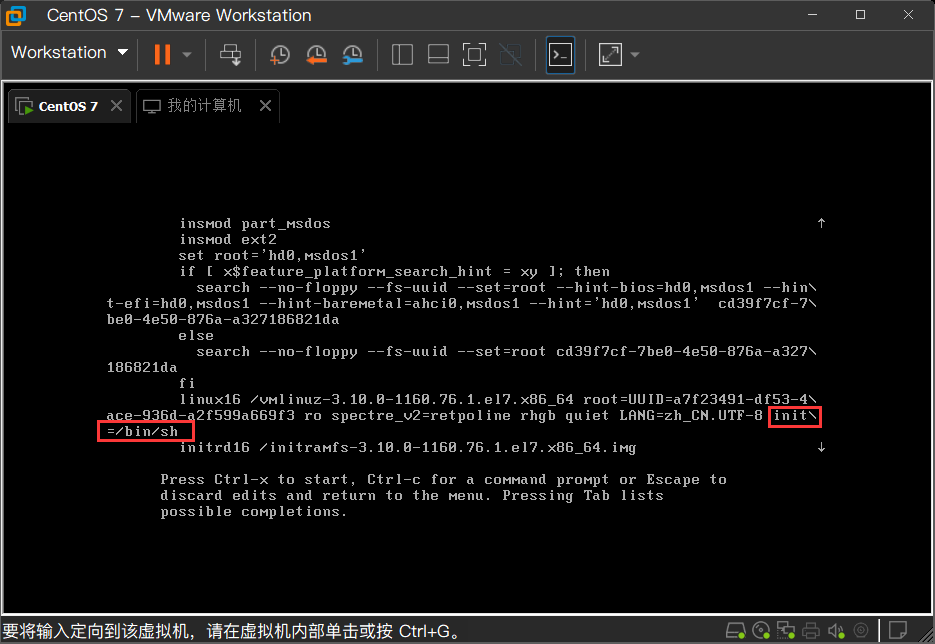 CentOS 7 - VMware Workstation
Workstation
CentOS 7
我的计算机
insmod part_msdos
insmod ext2
set root='hd0,msdos1'
if [ x$feature_platform_search_hint = xy ]; then
search --no-floppy --fs-uuid --set=root --hint-bios=hd0,msdos1 --hin\
t-efi=hd0,msdos1 --hint-baremetal=ahci0,msdos1 --hint='hd0,msdos1'  cd39f7cf-7\
be0-4e50-876a-a327186821da
else
search --no-floppy --fs-uuid --set=root cd39f7cf-7be0-4e50-876a-a327\
186821da
fi
linux16 /vmlinuz-3.10.0-1160.76.1.el7.x86_64 root=UUID=a7f23491-df53-4\
ace-936d-a2f599a669f3 ro spectre_v2=retpoline rhgb quiet LANG=zh_CN.UTF-8 init\
=/bin/sh
initrd16 /initramfs-3.10.0-1160.76.1.el7.x86_64.img
Press Ctrl-x to start, Ctrl-c for a command prompt or Escape to
discard edits and return to the menu. Pressing Tab lists
possible completions.
要将输入定向到该虚拟机，请在虚拟机内部单击或按 Ctrl+G。